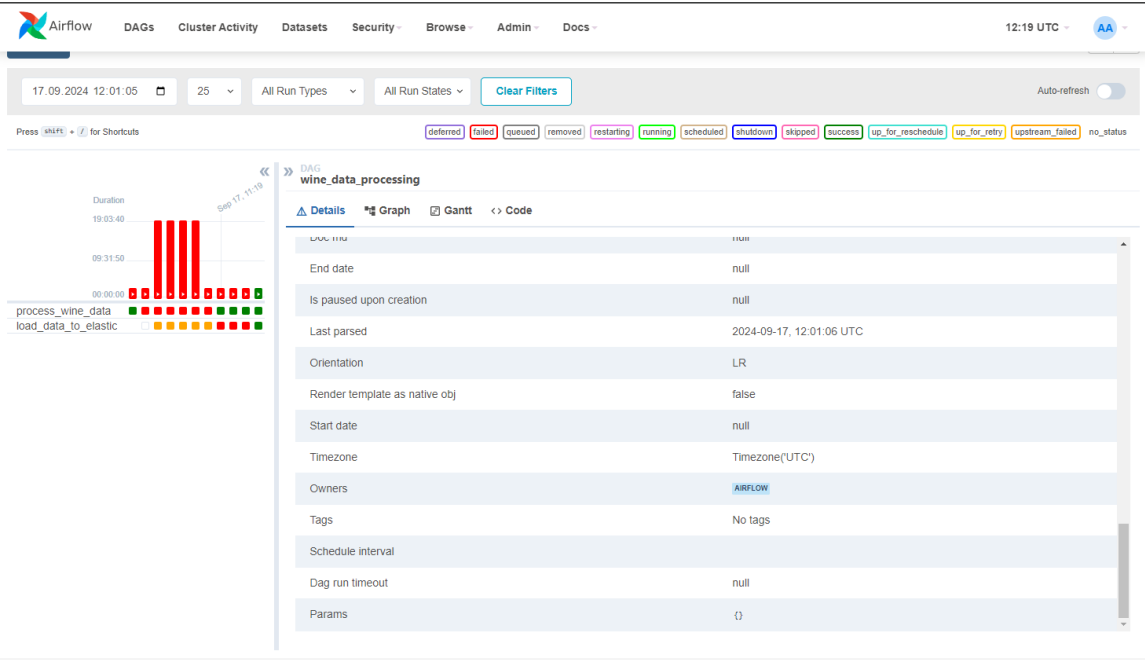 Airflow DAGs Cluster Activity Datasets Security Browse Admin Docs 12:19 UTC AA
17.09.2024 12:01:05 25 All Run Types All Run States Clear Filters Auto-refresh
Press shift + / for Shortcuts deferred failed queued removed restarting running scheduled shutdown skipped success up_for_reschedule up_for_retry upstream_failed no_status
DAG
wine_data_processing
Details Graph Gantt Code
Sep 17, 11:19
Duration
19:03:40
09:31:50
00:00:00
process_wine_data
load_data_to_elastic
Doc md null
End date null
Is paused upon creation null
Last parsed 2024-09-17, 12:01:06 UTC
Orientation LR
Render template as native obj false
Start date null
Timezone Timezone('UTC')
Owners AIRFLOW
Tags No tags
Schedule interval
Dag run timeout null
Params {}